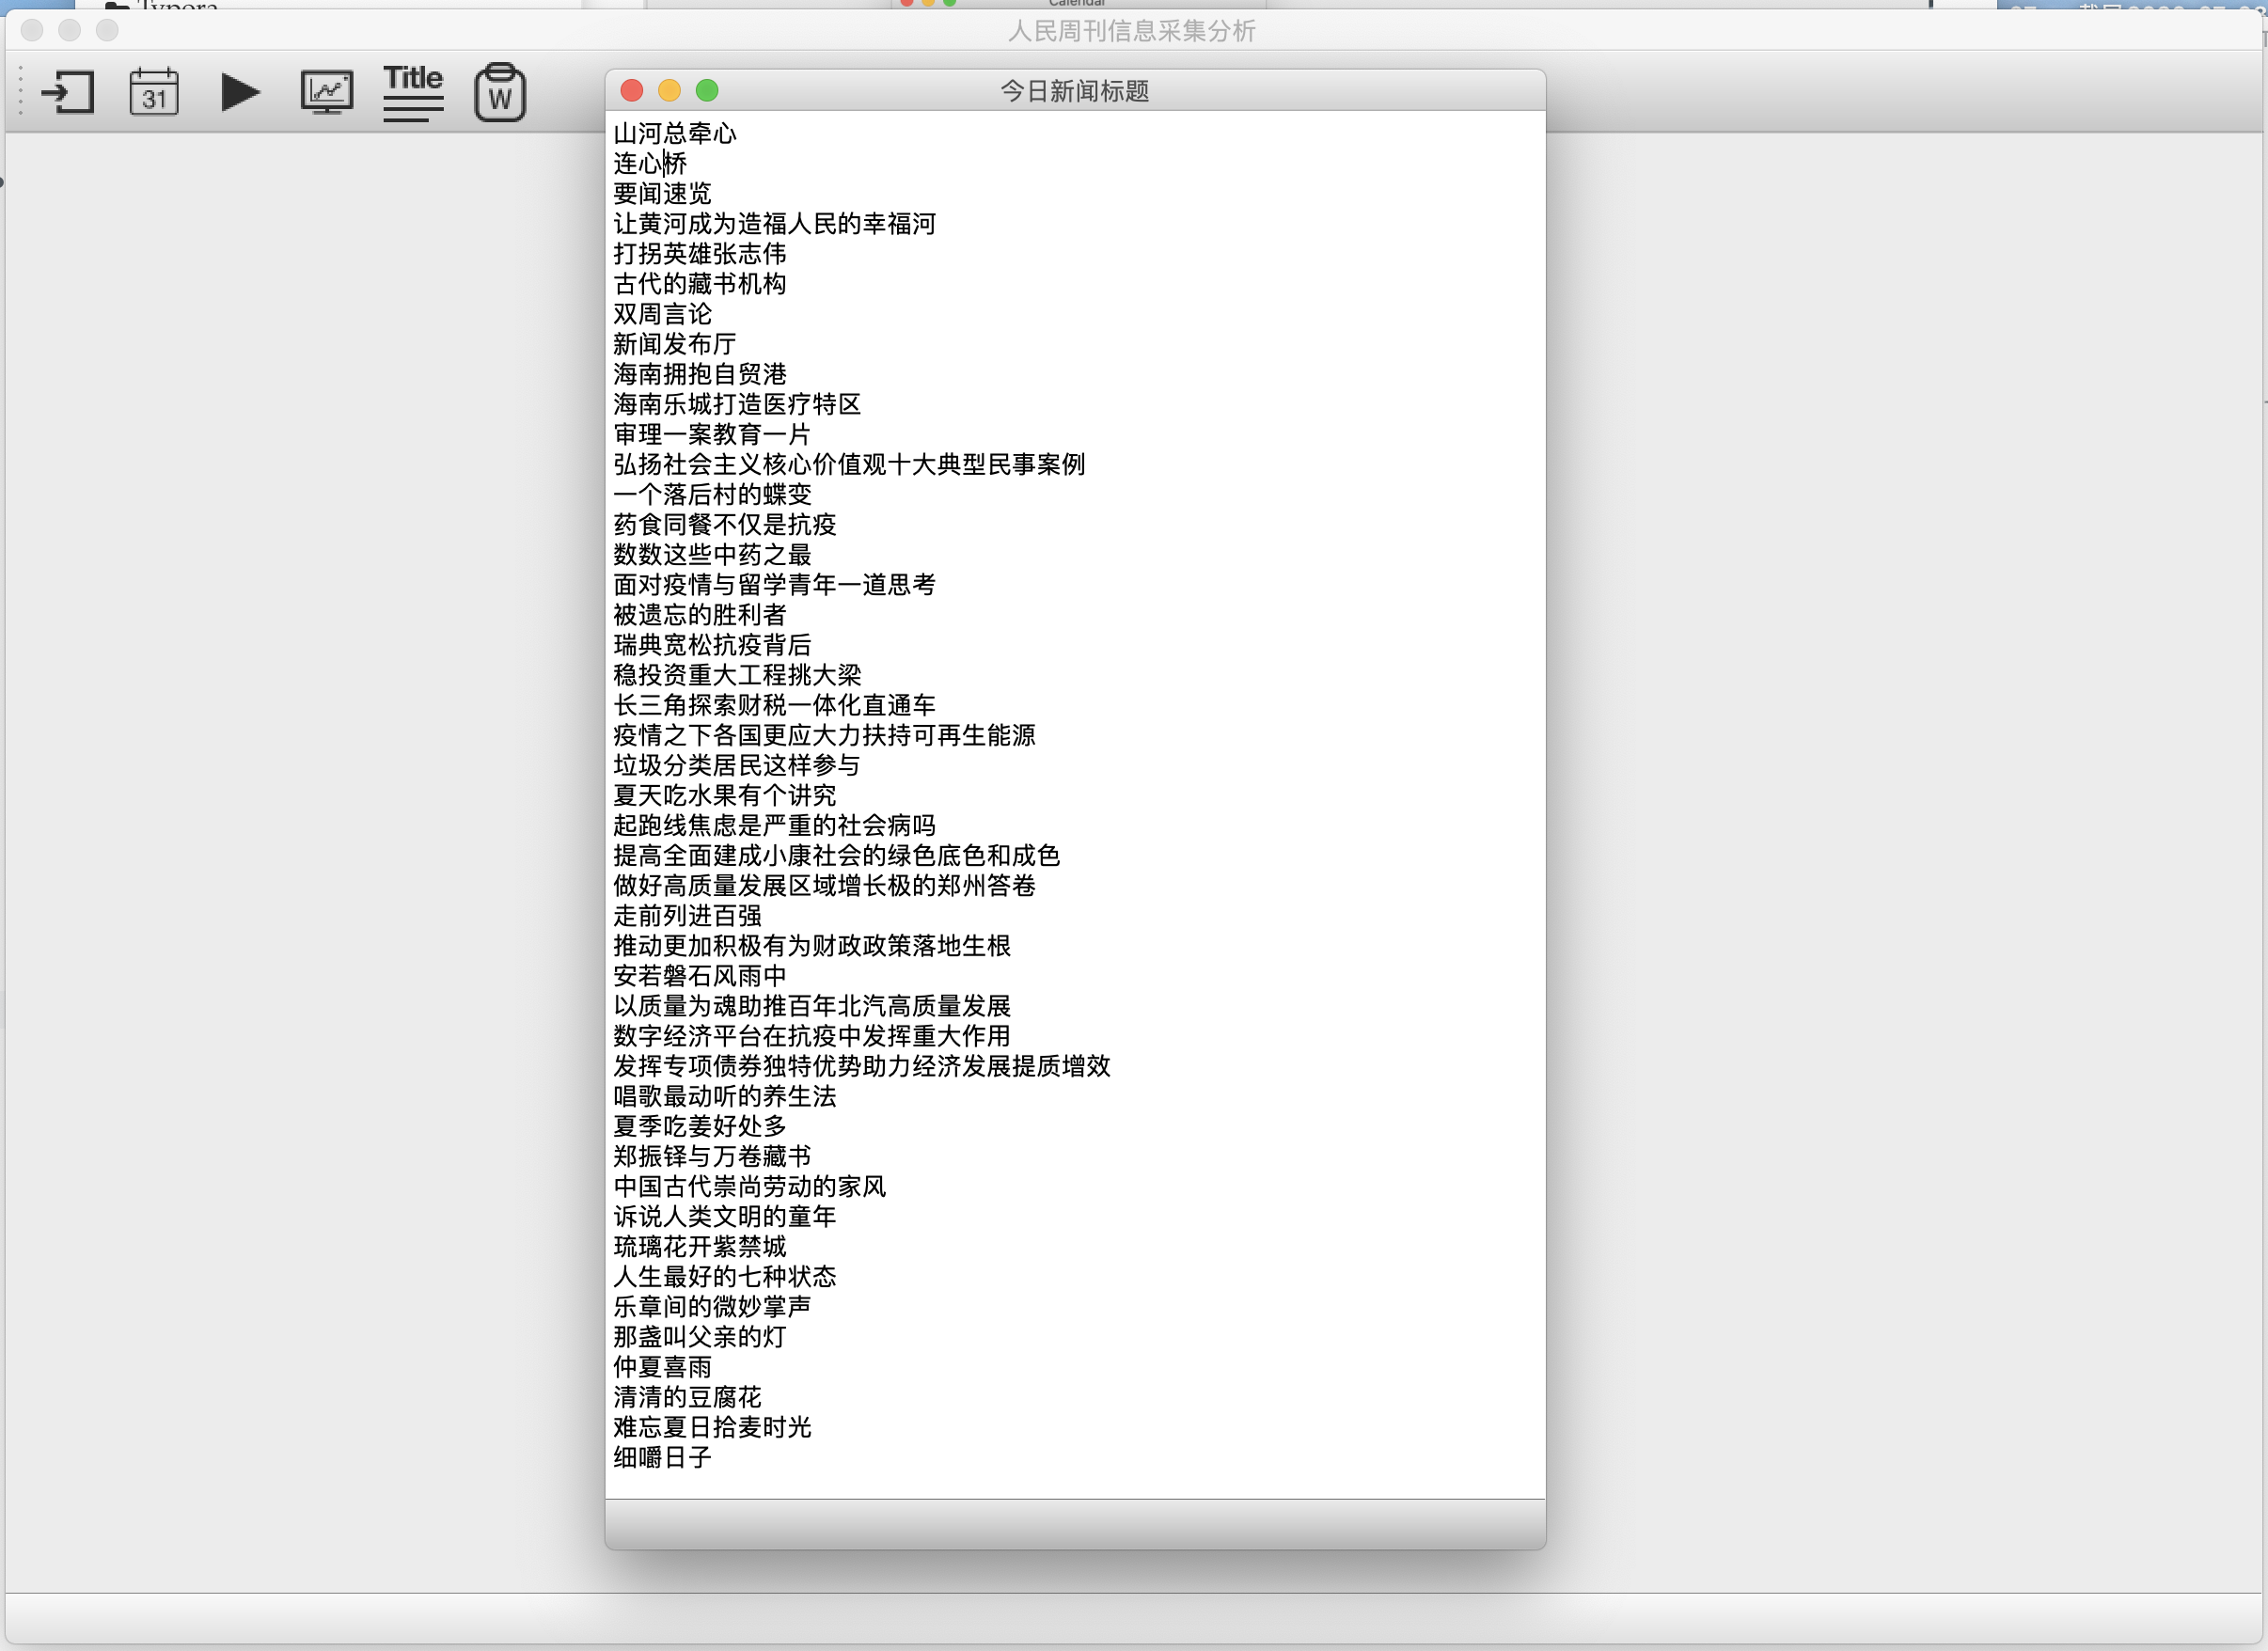 Typora
Calendar
人民周刊信息采集分析
31
Title
W
今日新闻标题
山河总牵心
连心桥
要闻速览
让黄河成为造福人民的幸福河
打拐英雄张志伟
古代的藏书机构
双周言论
新闻发布厅
海南拥抱自贸港
海南乐城打造医疗特区
审理一案教育一片
弘扬社会主义核心价值观十大典型民事案例
一个落后村的蝶变
药食同餐不仅是抗疫
数数这些中药之最
面对疫情与留学青年一道思考
被遗忘的胜利者
瑞典宽松抗疫背后
稳投资重大工程挑大梁
长三角探索财税一体化直通车
疫情之下各国更应大力扶持可再生能源
垃圾分类居民这样参与
夏天吃水果有个讲究
起跑线焦虑是严重的社会病吗
提高全面建成小康社会的绿色底色和成色
做好高质量发展区域增长极的郑州答卷
走前列进百强
推动更加积极有为财政政策落地生根
安若磐石风雨中
以质量为魂助推百年北汽高质量发展
数字经济平台在抗疫中发挥重大作用
发挥专项债券独特优势助力经济发展提质增效
唱歌最动听的养生法
夏季吃姜好处多
郑振铎与万卷藏书
中国古代崇尚劳动的家风
诉说人类文明的童年
琉璃花开紫禁城
人生最好的七种状态
乐章间的微妙掌声
那盏叫父亲的灯
仲夏喜雨
清清的豆腐花
难忘夏日拾麦时光
细嚼日子